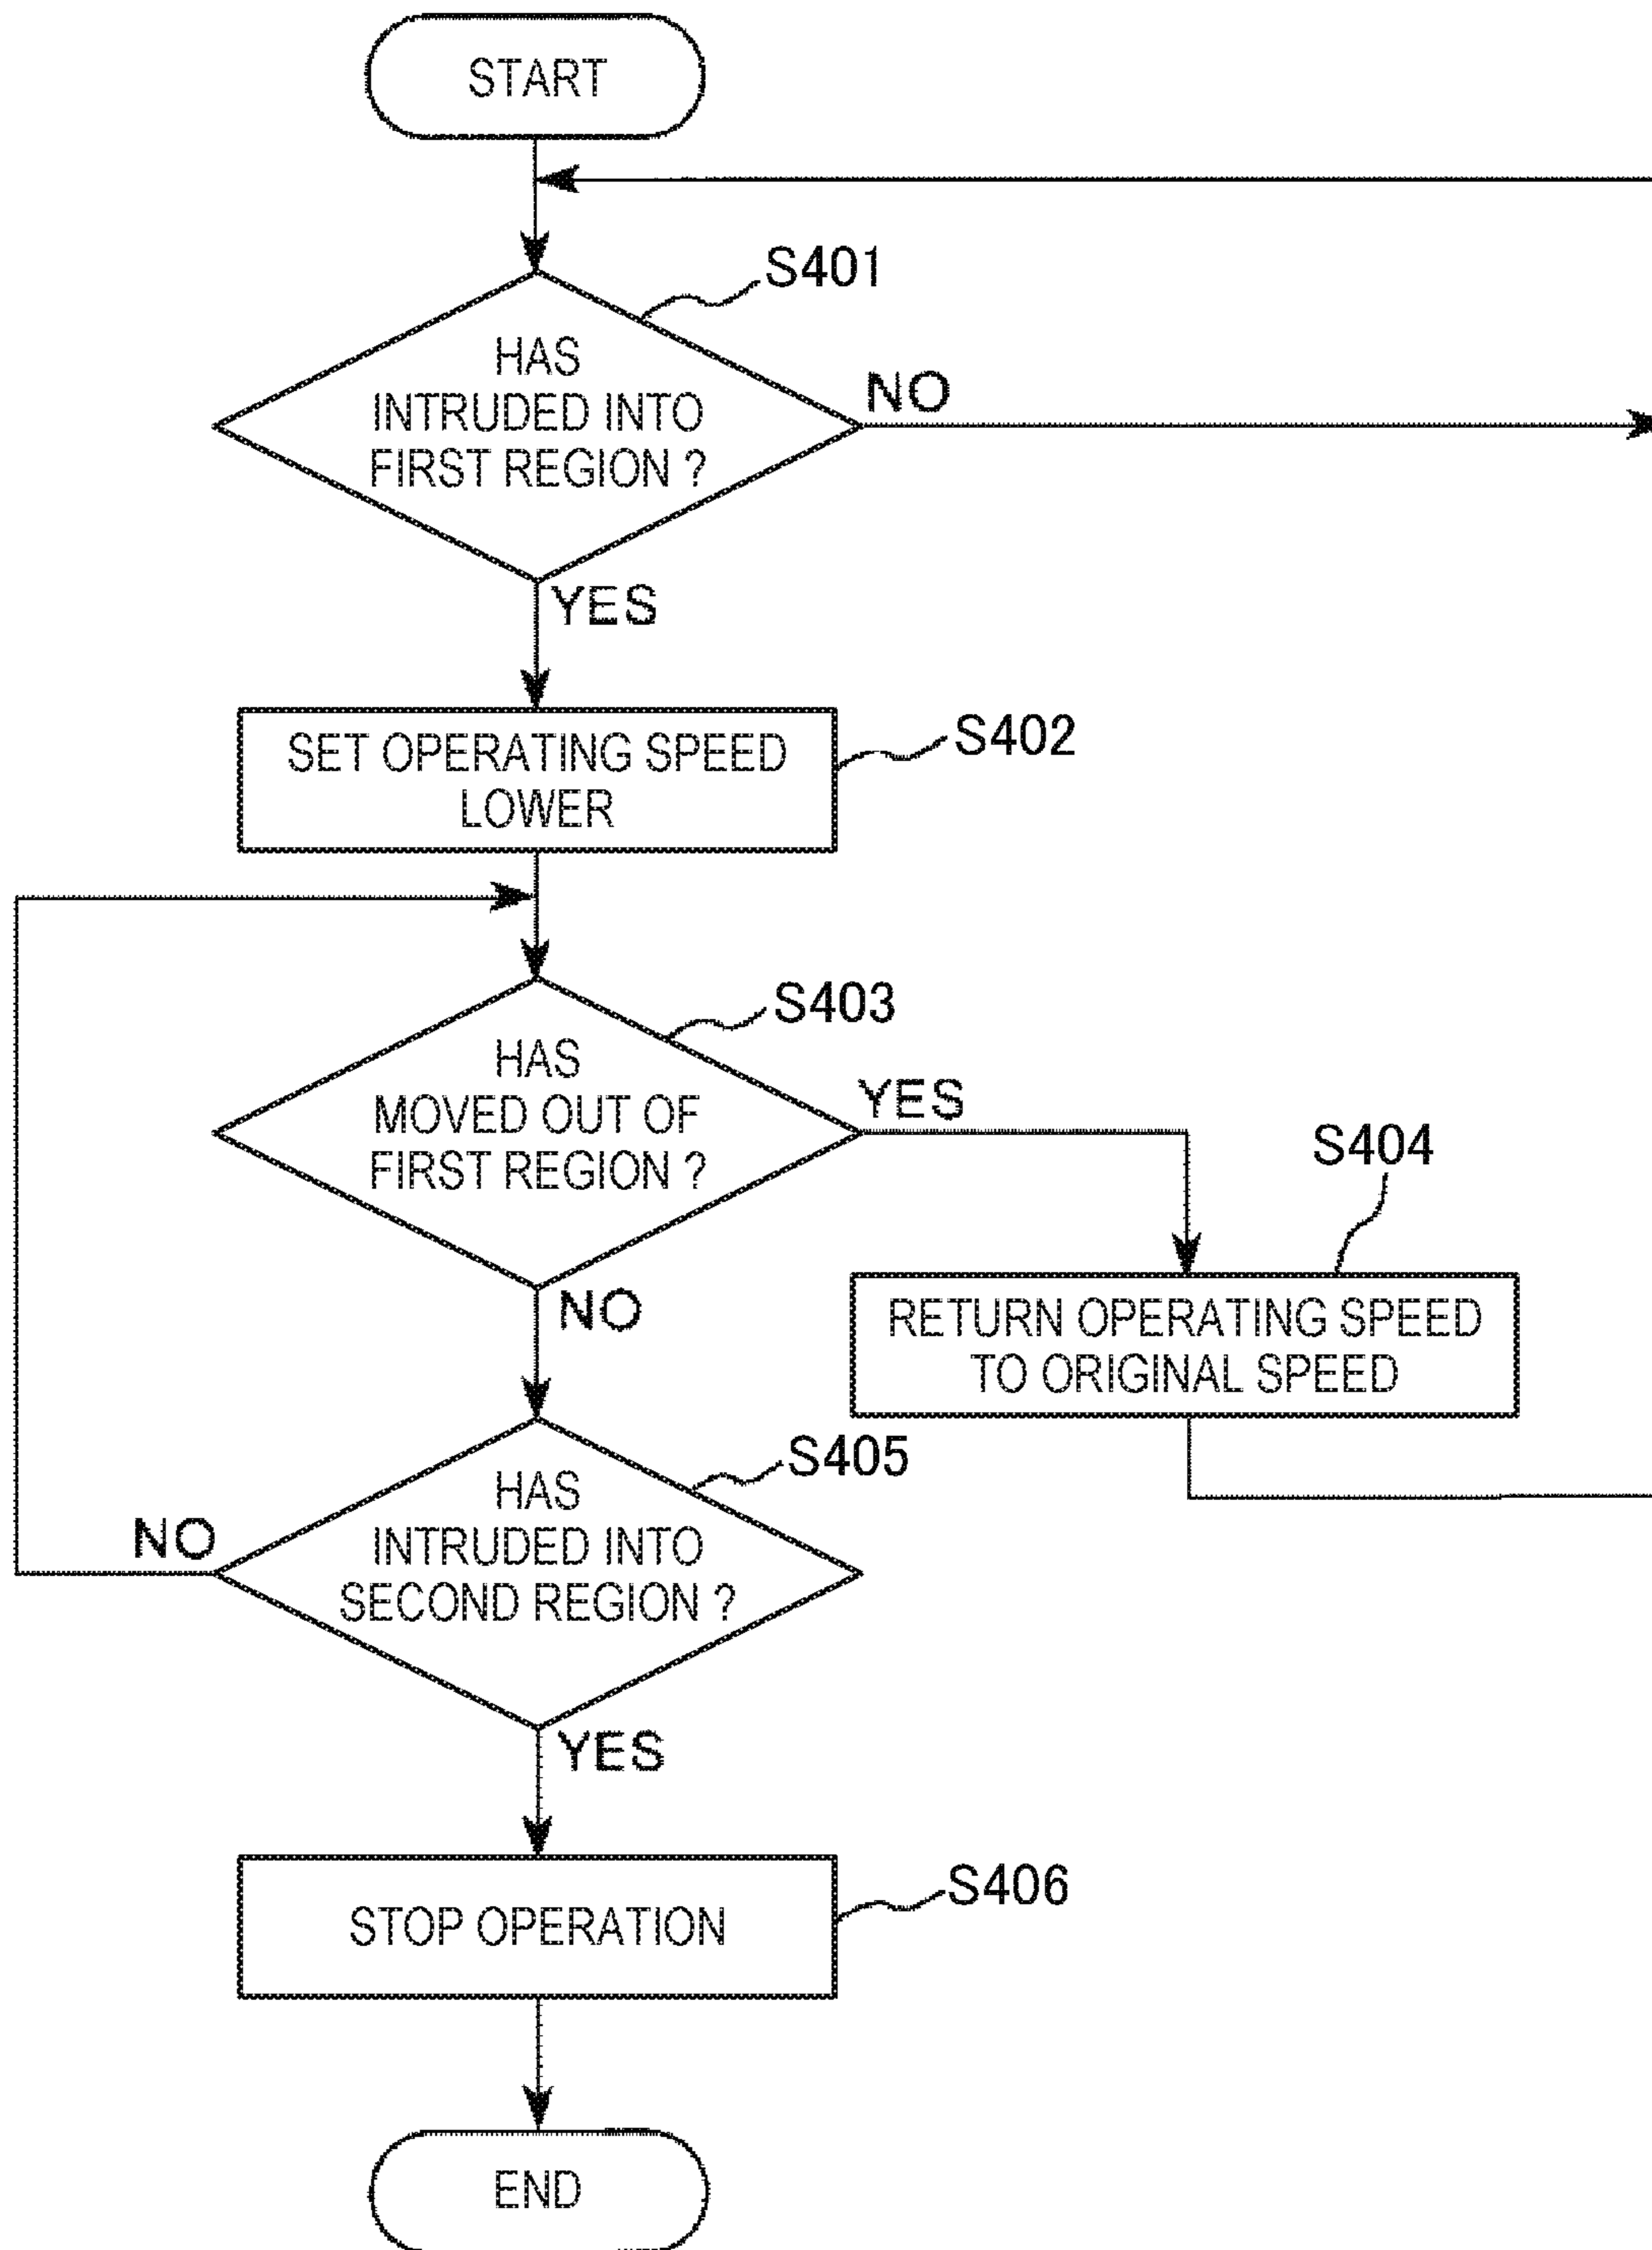 START
S401
HAS
INTRUDED INTO
FIRST REGION ?
NO
YES
SET OPERATING SPEED
LOWER
S402
S403
HAS
MOVED OUT OF
FIRST REGION ?
YES
S404
NO
RETURN OPERATING SPEED
TO ORIGINAL SPEED
S405
HAS
INTRUDED INTO
SECOND REGION ?
NO
YES
STOP OPERATION
S406
END